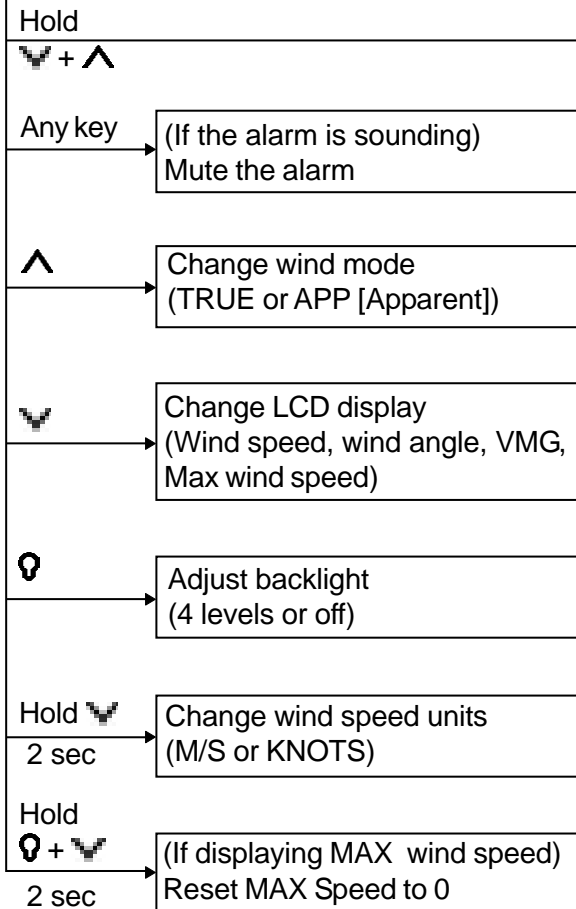 Hold
+
Any key
(If the alarm is sounding)
Mute the alarm
Change wind mode
(TRUE or APP [Apparent])
Change LCD display
(Wind speed, wind angle, VMG,
Max wind speed)
Adjust backlight
(4 levels or off)
Hold
2 sec
Change wind speed units
(M/S or KNOTS)
Hold
+
2 sec
(If displaying MAX wind speed)
Reset MAX Speed to 0